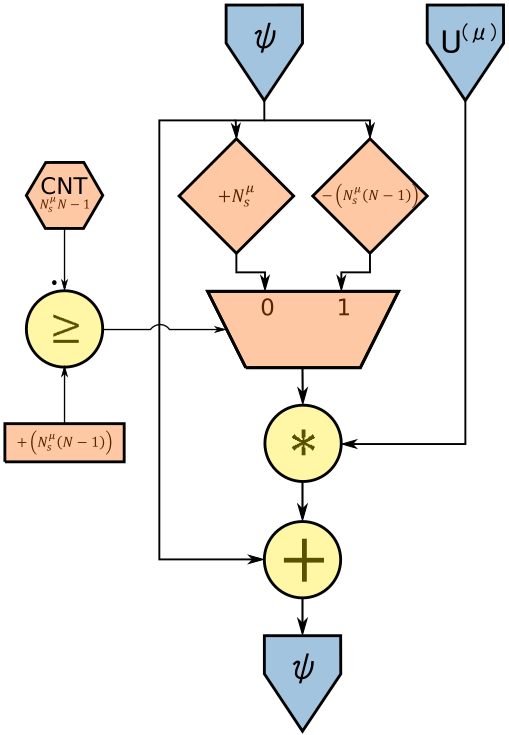 ψ
U^(μ)
+N_s^μ
−(N_s^μ(N−1))
CNT
N_s^μ N−1
0 1
≥
+(N_s^μ(N−1))
*
+
ψ